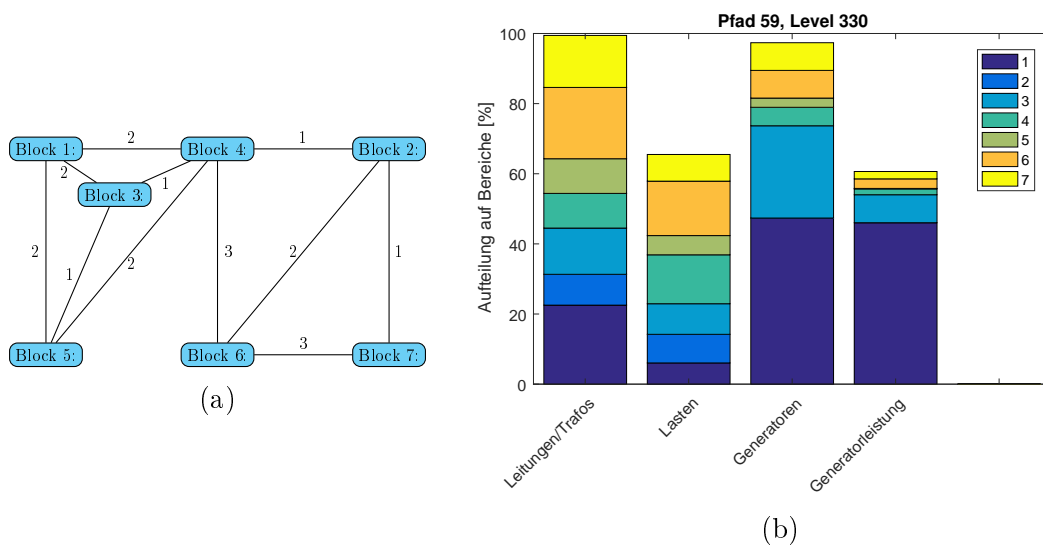 2
1
Block 1:
Block 4:
Block 2:
2
1
Block 3:
2
1
2
3
2
1
3
Block 5:
Block 6:
Block 7:
(a)
Pfad 59, Level 330
Aufteilung auf Bereiche [%]
100
80
60
40
20
0
1
2
3
4
5
6
7
Leitungen/Trafos
Lasten
Generatoren
Generatorleistung
(b)